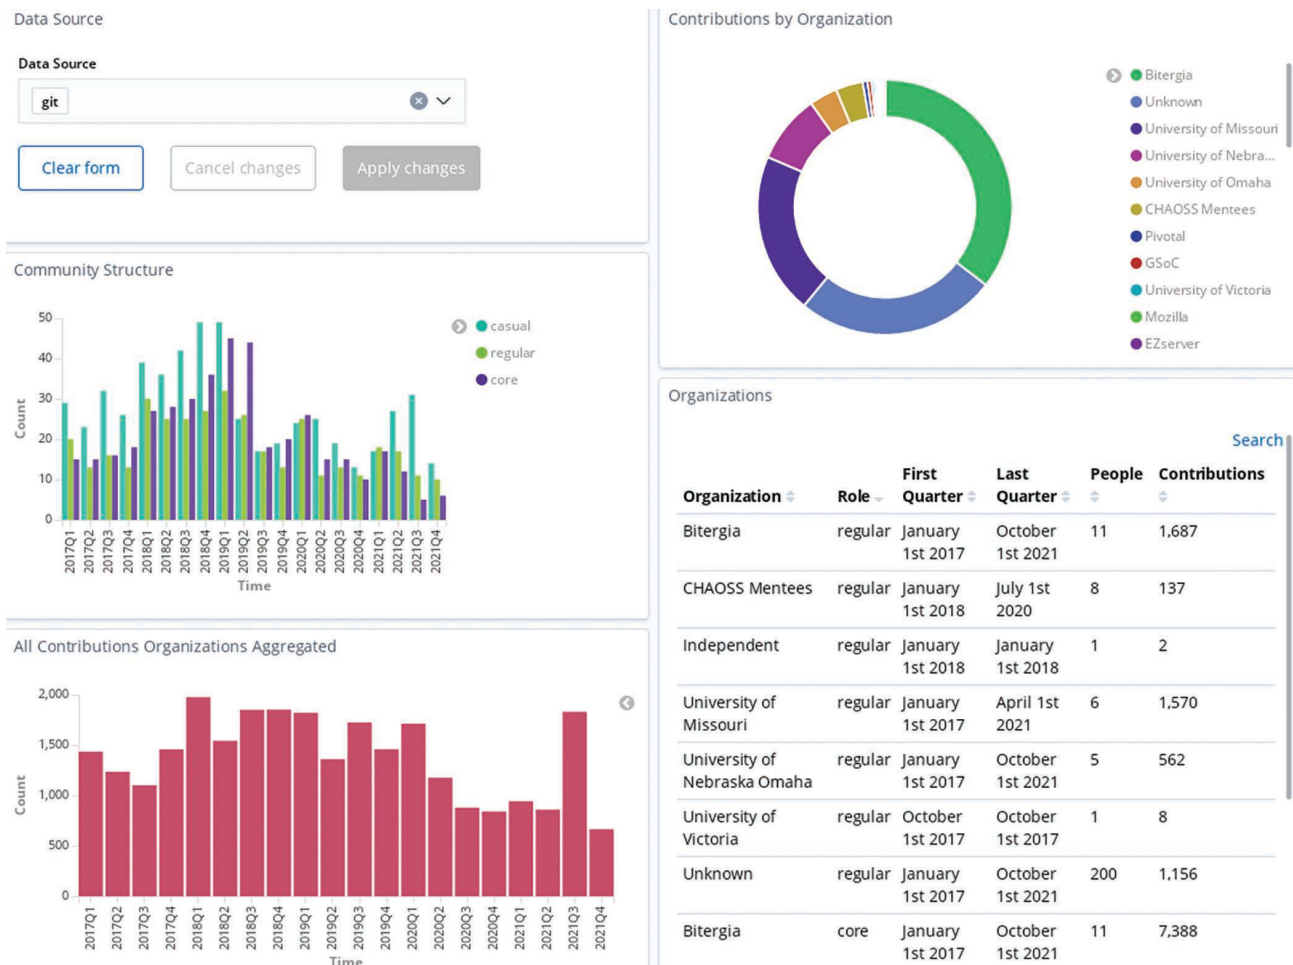 Data Source
Data Source
git
Clear form
Cancel changes
Apply changes
Community Structure
50
40
30
20
10
0
Count
casual
regular
core
2017Q1
2017Q2
2017Q3
2017Q4
2018Q1
2018Q2
2018Q3
2018Q4
2019Q1
2019Q2
2019Q3
2019Q4
2020Q1
2020Q2
2020Q3
2020Q4
2021Q1
2021Q2
2021Q3
2021Q4
Time
All Contributions Organizations Aggregated
2,000
1,500
1,000
500
0
Count
2017Q1
2017Q2
2017Q3
2017Q4
2018Q1
2018Q2
2018Q3
2018Q4
2019Q1
2019Q2
2019Q3
2019Q4
2020Q1
2020Q2
2020Q3
2020Q4
2021Q1
2021Q2
2021Q3
2021Q4
Time
Contributions by Organization
Bitergia
Unknown
University of Missouri
University of Nebra...
University of Omaha
CHAOSS Mentees
Pivotal
GSoC
University of Victoria
Mozilla
EZserver
Organizations
Search
First Last People Contributions
Organization Role Quarter Quarter
Bitergia regular January October 11 1,687
1st 2017 1st 2021
CHAOSS Mentees regular January July 1st 8 137
1st 2018 2020
Independent regular January January 1 2
1st 2018 1st 2018
University of regular January April 1st 6 1,570
Missouri 1st 2017 2021
University of regular January October 5 562
Nebraska Omaha 1st 2017 1st 2021
University of regular October October 1 8
Victoria 1st 2017 1st 2017
Unknown regular January October 200 1,156
1st 2017 1st 2021
Bitergia core January October 11 7,388
1st 2017 1st 2021